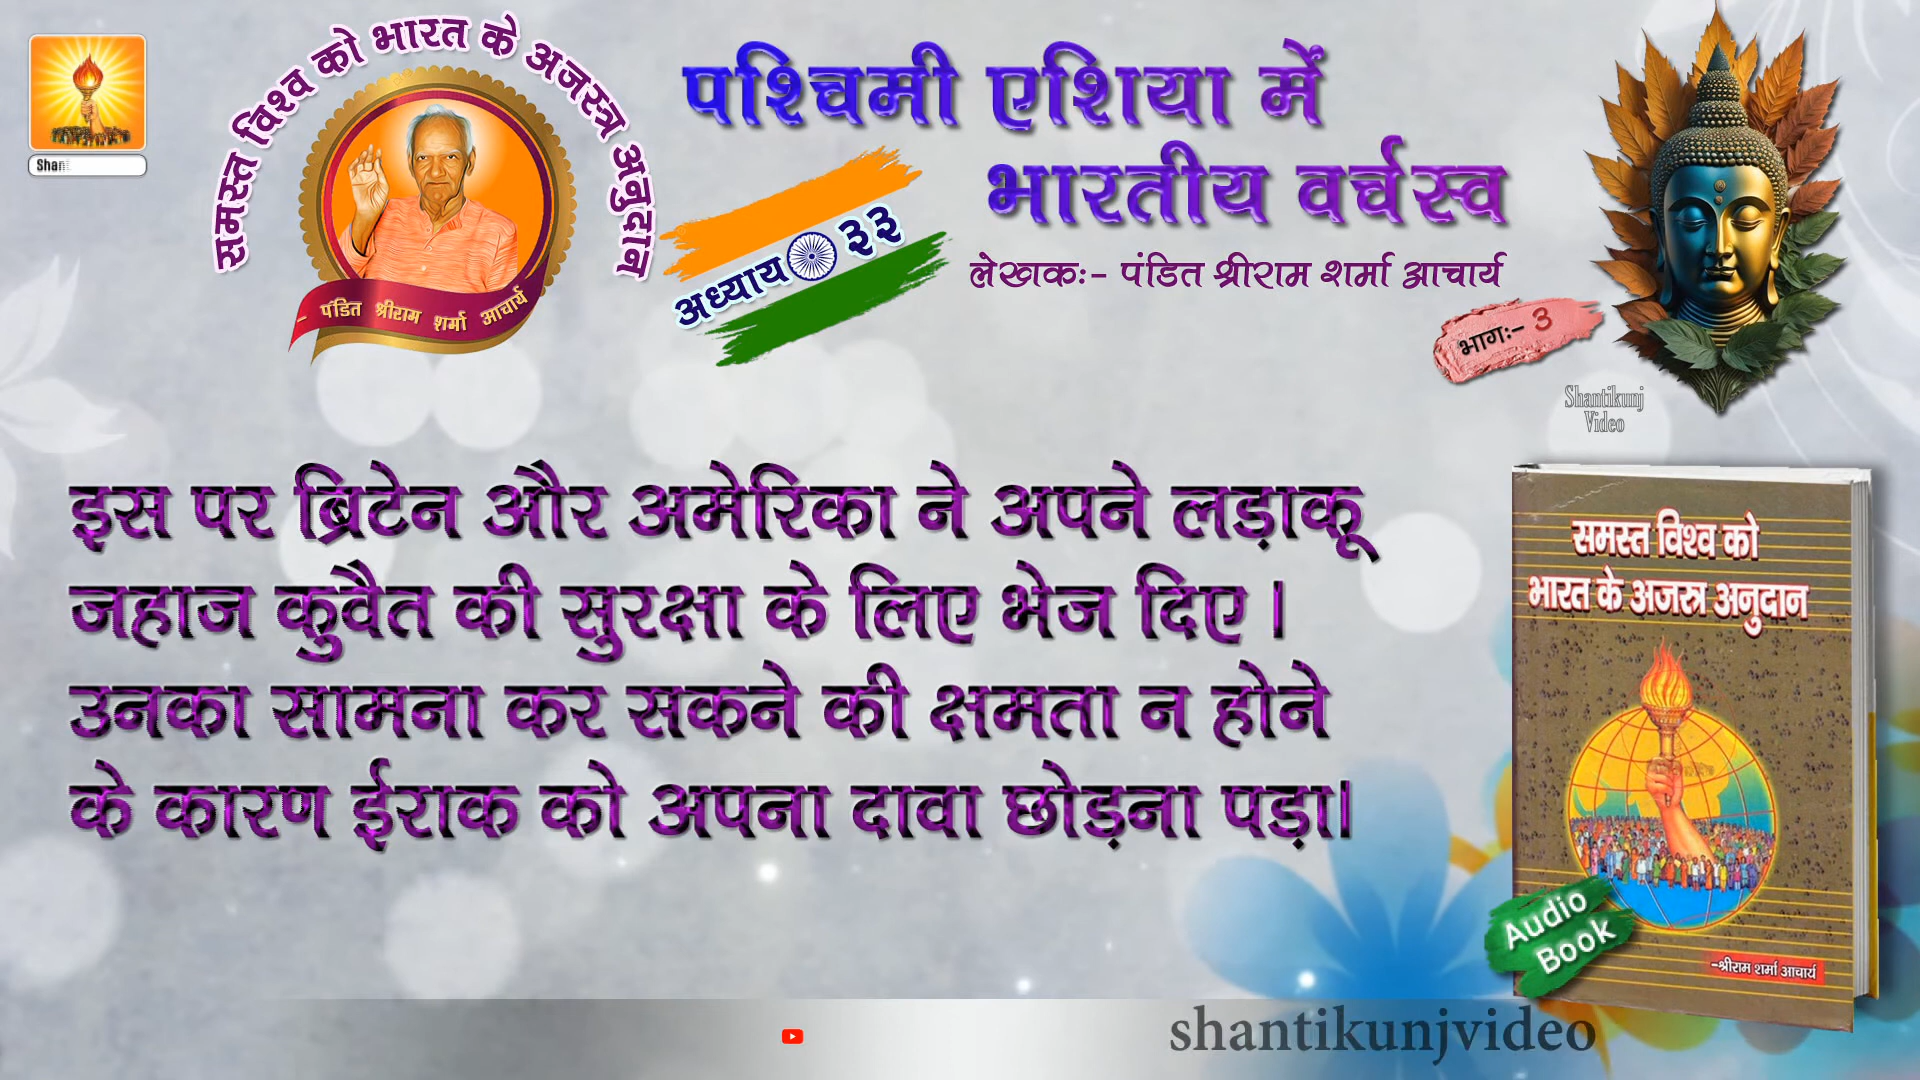 Shan
समस्त विश्व को भारत के अजस्त्र अनुदान
- पंडित श्रीराम शर्मा आचार्य
पश्चिमी एशिया में
भारतीय वर्चस्व
अध्याय ३३
लेखकः- पंडित श्रीराम शर्मा आचार्य
भागः- ३
Shantikunj
Video
इस पर ब्रिटेन और अमेरिका ने अपने लड़ाकू
जहाज कुवैत की सुरक्षा के लिए भेज दिए ।
उनका सामना कर सकने की क्षमता न होने
के कारण ईराक को अपना दावा छोड़ना पड़ा।
समस्त विश्व को
भारत के अजस्त्र अनुदान
-श्रीराम शर्मा आचार्य
Audio
Book
shantikunjvideo